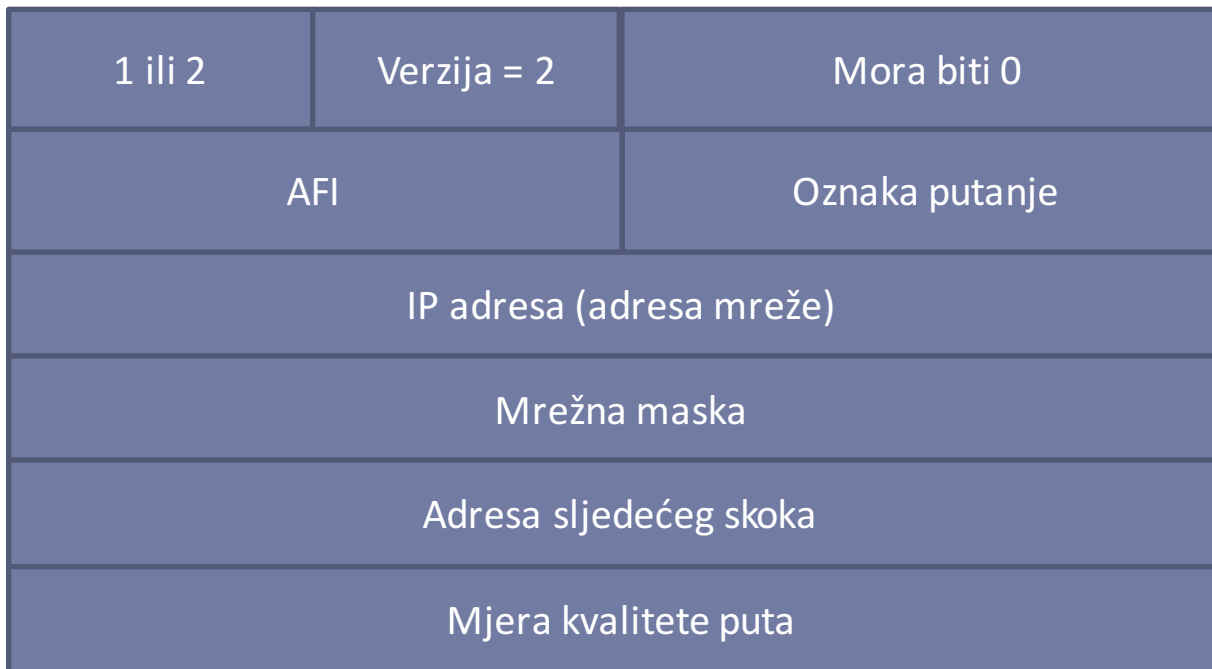 1 ili 2
Verzija = 2
Mora biti 0
AFI
Oznaka putanje
IP adresa (adresa mreže)
Mrežna maska
Adresa sljedećeg skoka
Mjera kvalitete puta